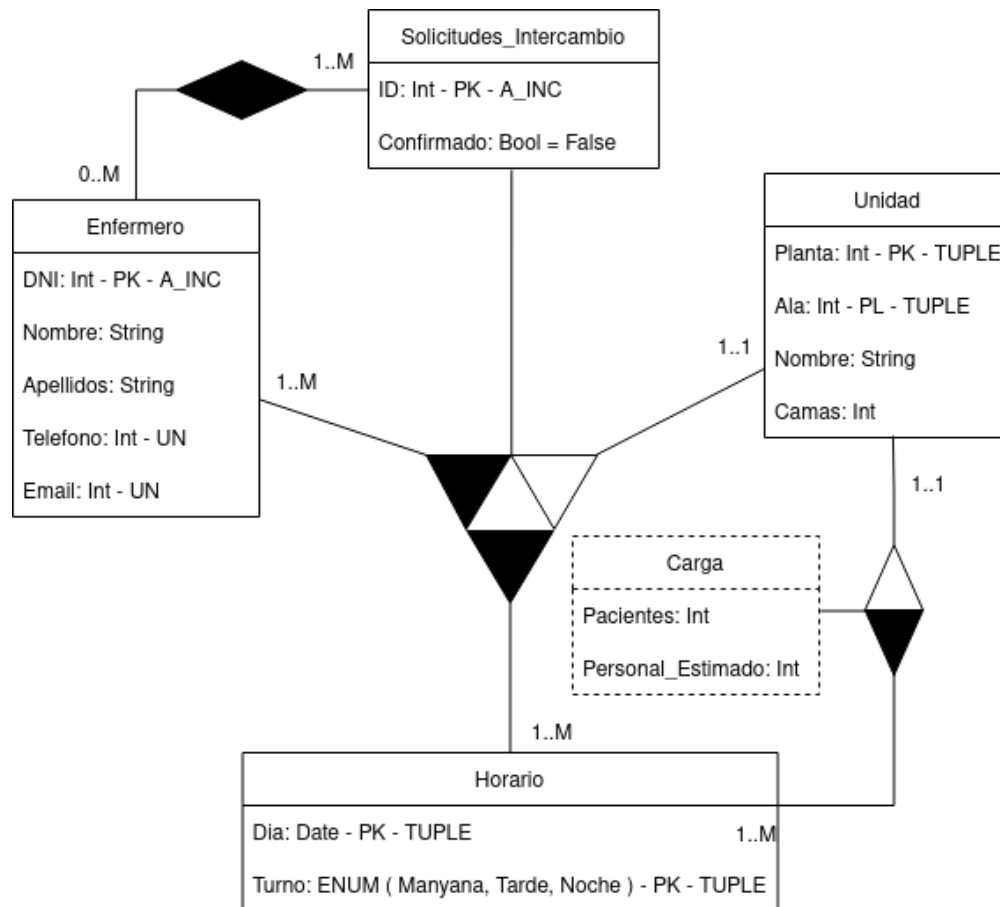 Solicitudes_Intercambio
1..M
ID: Int - PK - A_INC
Confirmado: Bool = False
0..M
Enfermero
DNI: Int - PK - A_INC
Nombre: String
Apellidos: String
Telefono: Int - UN
Email: Int - UN
1..M
Unidad
Planta: Int - PK - TUPLE
Ala: Int - PL - TUPLE
Nombre: String
Camas: Int
1..1
1..1
Carga
Pacientes: Int
Personal_Estimado: Int
1..M
Horario
Dia: Date - PK - TUPLE
1..M
Turno: ENUM ( Manyana, Tarde, Noche ) - PK - TUPLE